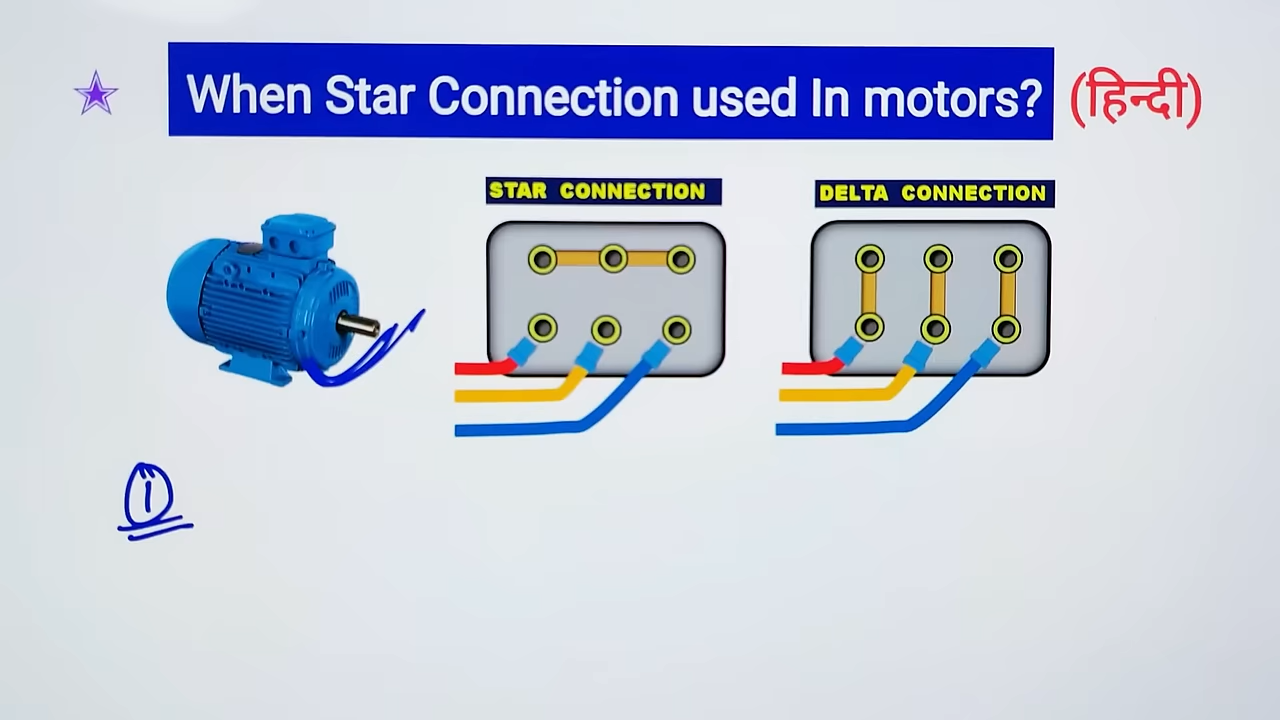 When Star Connection used In motors? (हिन्दी)
STAR CONNECTION
DELTA CONNECTION
1